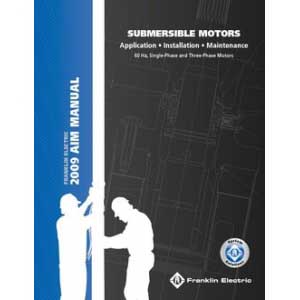 SUBMERSIBLE MOTORS
Application • Installation • Maintenance
60 Hz, Single-Phase and Three-Phase Motors
FRANKLIN ELECTRIC
2009 AIM MANUAL
Franklin Electric